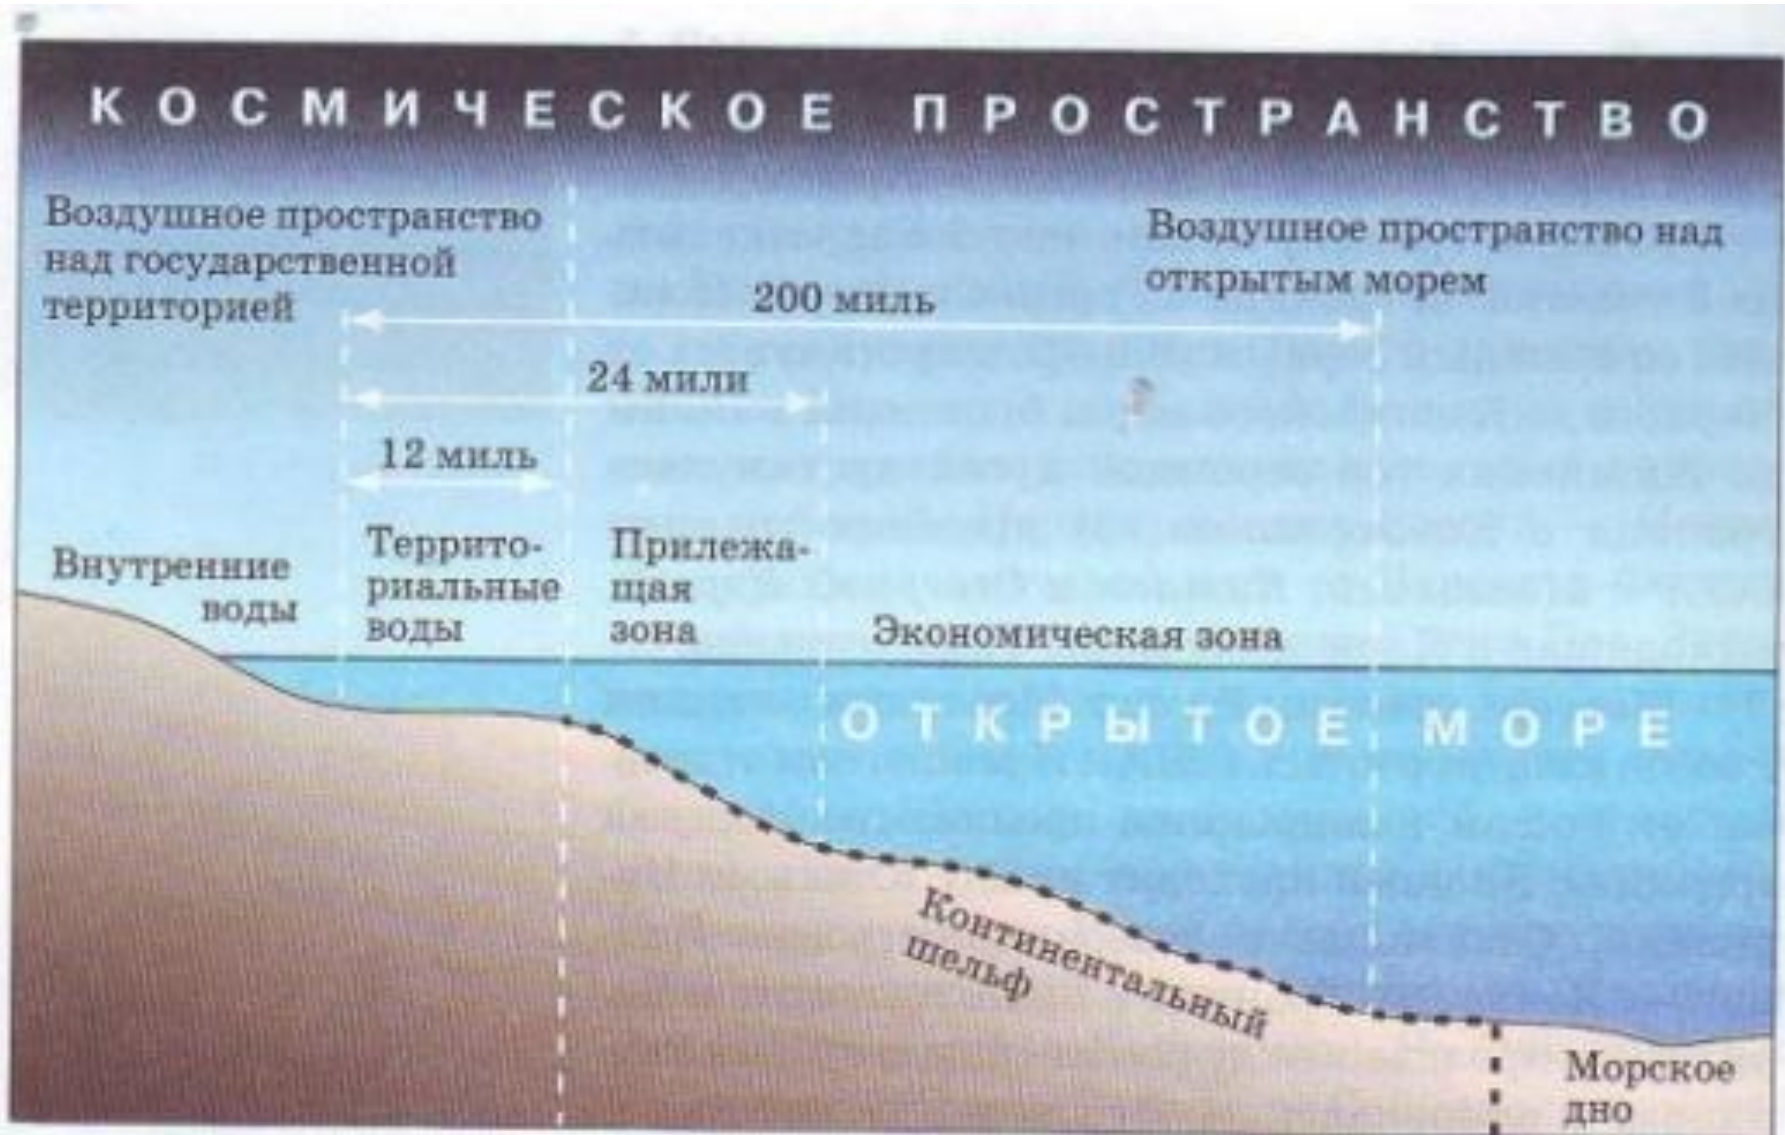 КОСМИЧЕСКОЕ ПРОСТРАНСТВО
Воздушное пространство
над государственной
территорией
Воздушное пространство над
открытым морем
200 миль
24 мили
12 миль
Внутренние
воды
Террито-
риальные
воды
Прилежа-
щая
зона
Экономическая зона
ОТКРЫТОЕ МОРЕ
Континентальный
шельф
Морское
дно